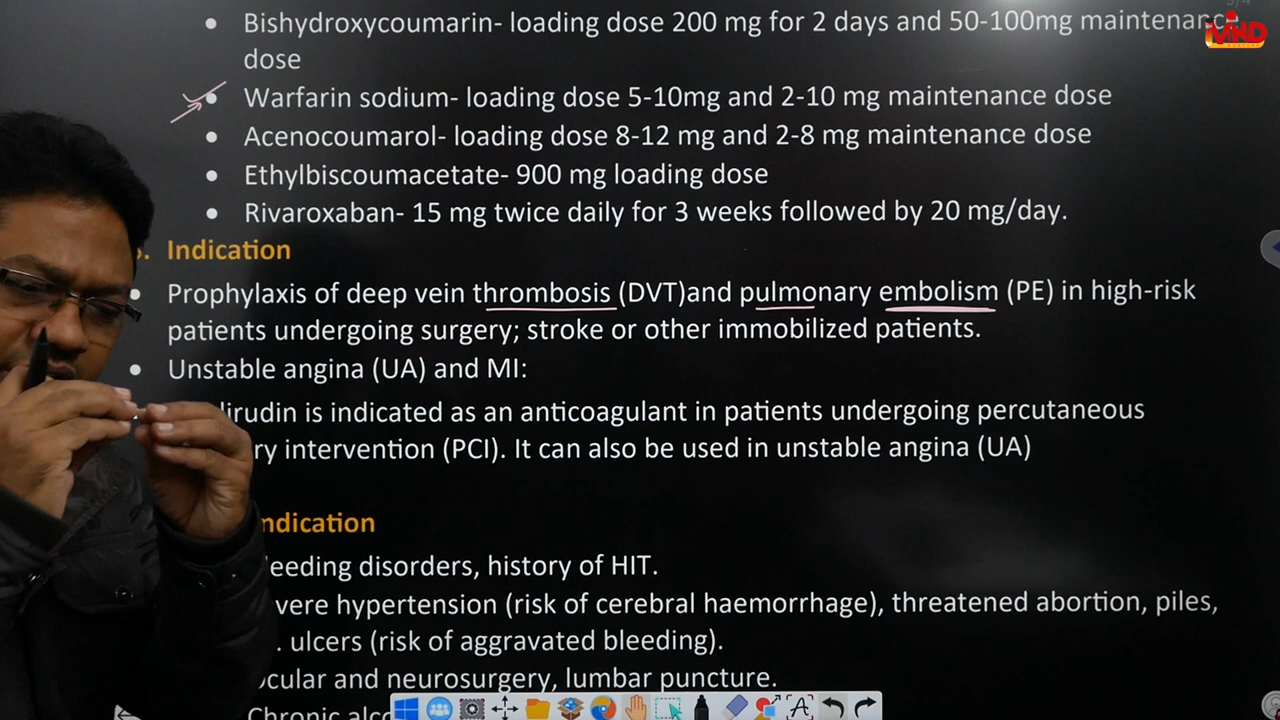 Bishydroxycoumarin- loading dose 200 mg for 2 days and 50-100mg maintenance
dose
Warfarin sodium- loading dose 5-10mg and 2-10 mg maintenance dose
Acenocoumarol- loading dose 8-12 mg and 2-8 mg maintenance dose
Ethylbiscoumacetate- 900 mg loading dose
Rivaroxaban- 15 mg twice daily for 3 weeks followed by 20 mg/day.
Indication
Prophylaxis of deep vein thrombosis (DVT)and pulmonary embolism (PE) in high-risk
patients undergoing surgery; stroke or other immobilized patients.
Unstable angina (UA) and MI:
lirudin is indicated as an anticoagulant in patients undergoing percutaneous
ry intervention (PCI). It can also be used in unstable angina (UA)
ndication
leeding disorders, history of HIT.
vere hypertension (risk of cerebral haemorrhage), threatened abortion, piles,
. ulcers (risk of aggravated bleeding).
cular and neurosurgery, lumbar puncture.